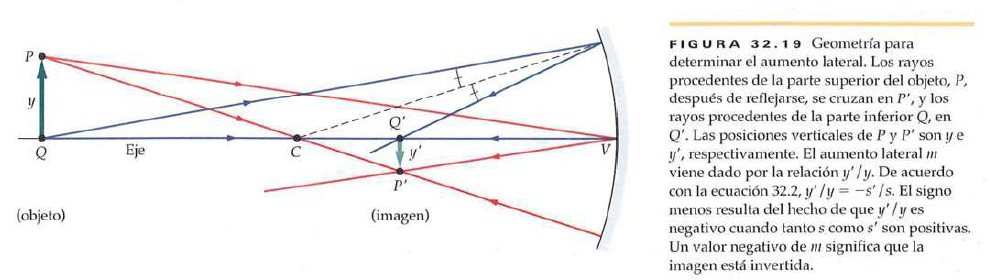 P
y
Q
Eje
C
Q'
y'
P'
V
(objeto)
(imagen)
FIGURA 32.19 Geometría para
determinar el aumento lateral. Los rayos
procedentes de la parte superior del objeto, P,
después de reflejarse, se cruzan en P', y los
rayos procedentes de la parte inferior Q, en
Q'. Las posiciones verticales de P y P' son y e
y', respectivamente. El aumento lateral m
viene dado por la relación y'/y. De acuerdo
con la ecuación 32.2, y'/y = −s'/s. El signo
menos resulta del hecho de que y'/y es
negativo cuando tanto s como s' son positivas.
Un valor negativo de m significa que la
imagen está invertida.